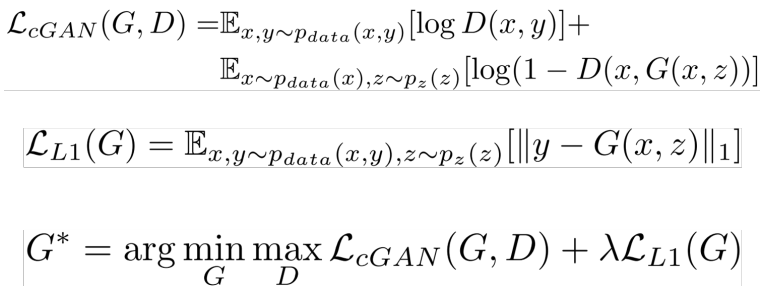 $\mathcal{L}_{cGAN}(G, D) = \mathbb{E}_{x,y\sim p_{data}(x,y)}[\log D(x, y)] +$
$\mathbb{E}_{x\sim p_{data}(x),z\sim p_z(z)}[\log(1 - D(x, G(x, z))]$
$\mathcal{L}_{L1}(G) = \mathbb{E}_{x,y\sim p_{data}(x,y),z\sim p_z(z)}[\|y - G(x, z)\|_1]$
$G^* = \arg\min_G \max_D \mathcal{L}_{cGAN}(G, D) + \lambda\mathcal{L}_{L1}(G)$